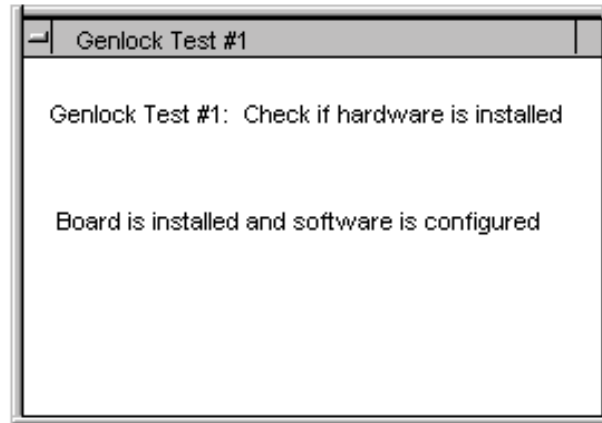 Genlock Test #1
Genlock Test #1:  Check if hardware is installed
Board is installed and software is configured